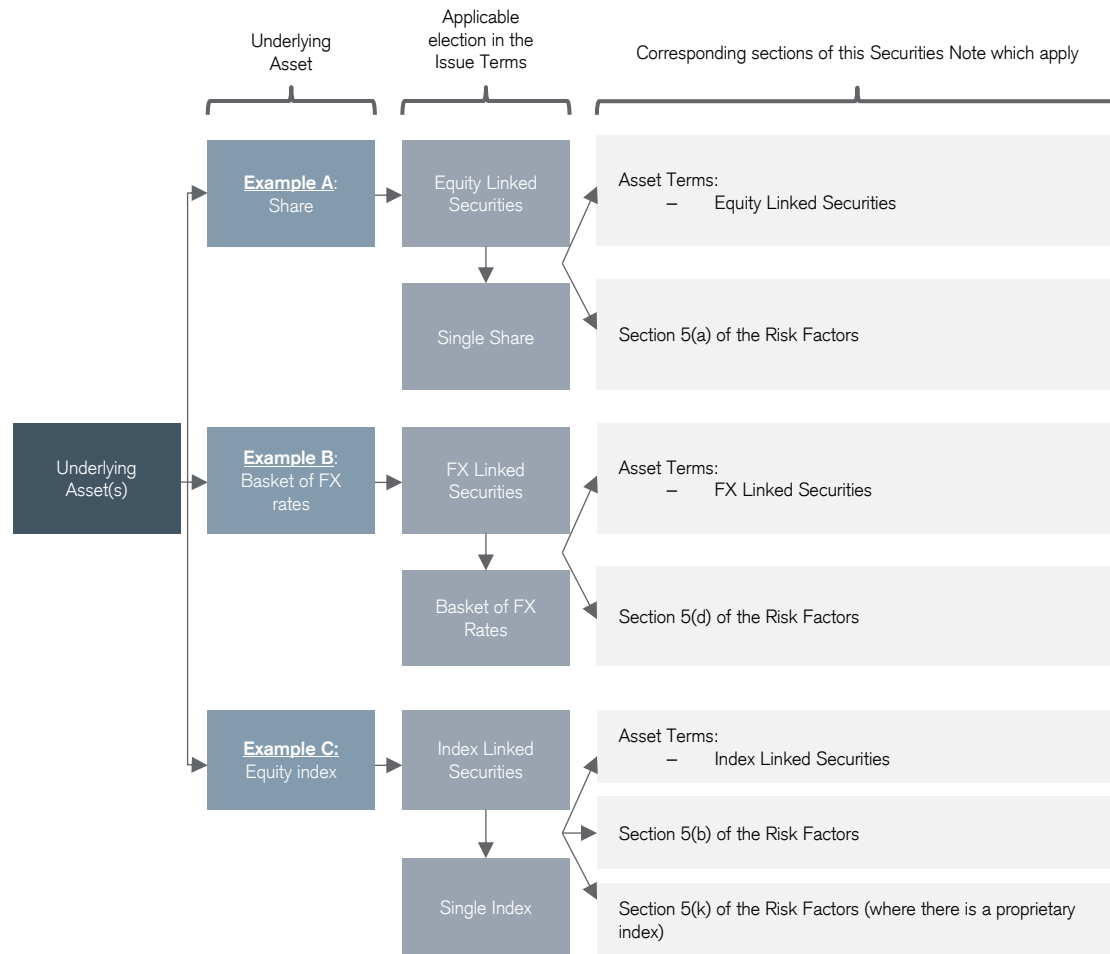 Underlying
Asset
Applicable
election in the
Issue Terms
Corresponding sections of this Securities Note which apply
Underlying
Asset(s)
Example A:
Share
Equity Linked
Securities
Single Share
Asset Terms:
– Equity Linked Securities
Section 5(a) of the Risk Factors
Example B:
Basket of FX
rates
FX Linked
Securities
Basket of FX
Rates
Asset Terms:
– FX Linked Securities
Section 5(d) of the Risk Factors
Example C:
Equity index
Index Linked
Securities
Single Index
Asset Terms:
– Index Linked Securities
Section 5(b) of the Risk Factors
Section 5(k) of the Risk Factors (where there is a proprietary
index)